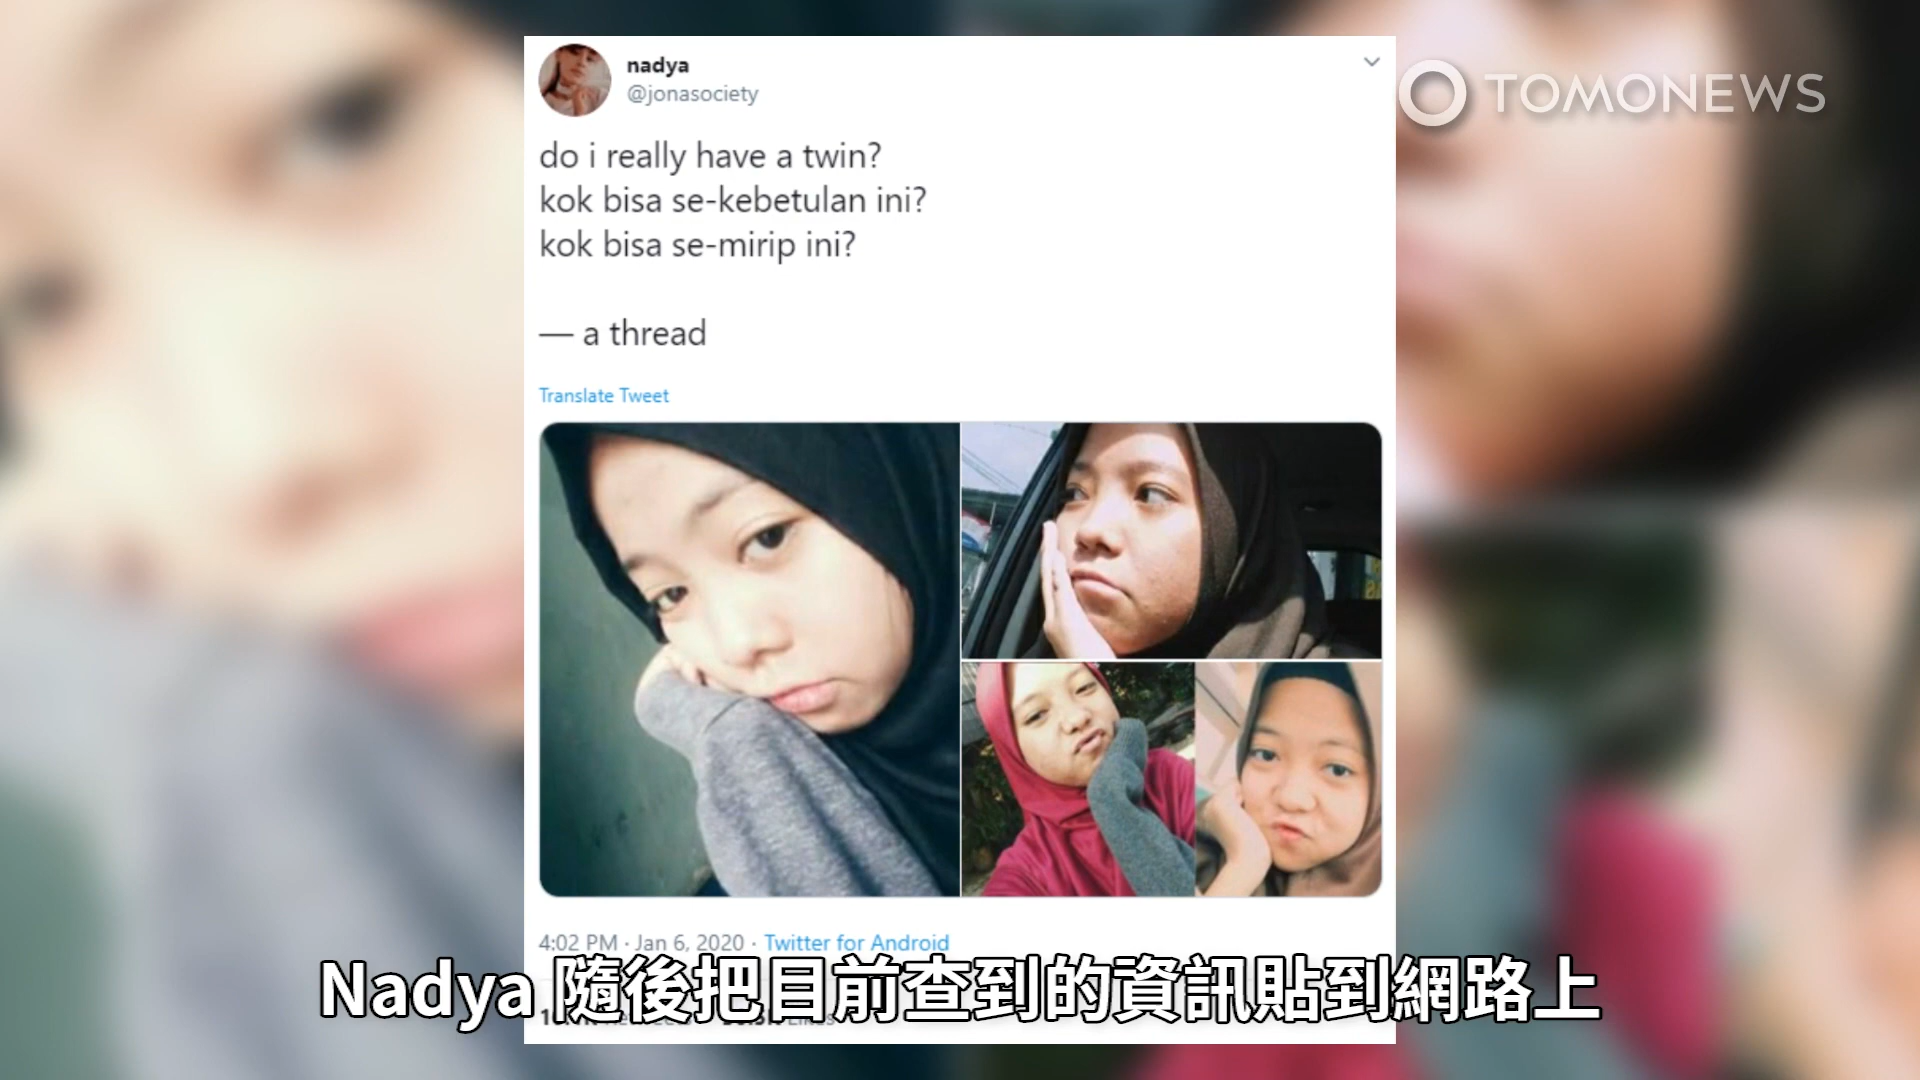 nadya
@jonasociety
TOMONEWS
do i really have a twin?
kok bisa se-kebetulan ini?
kok bisa se-mirip ini?
— a thread
Translate Tweet
4:02 PM · Jan 6, 2020 · Twitter for Android
Nadya 隨後把目前查到的資訊貼到網路上